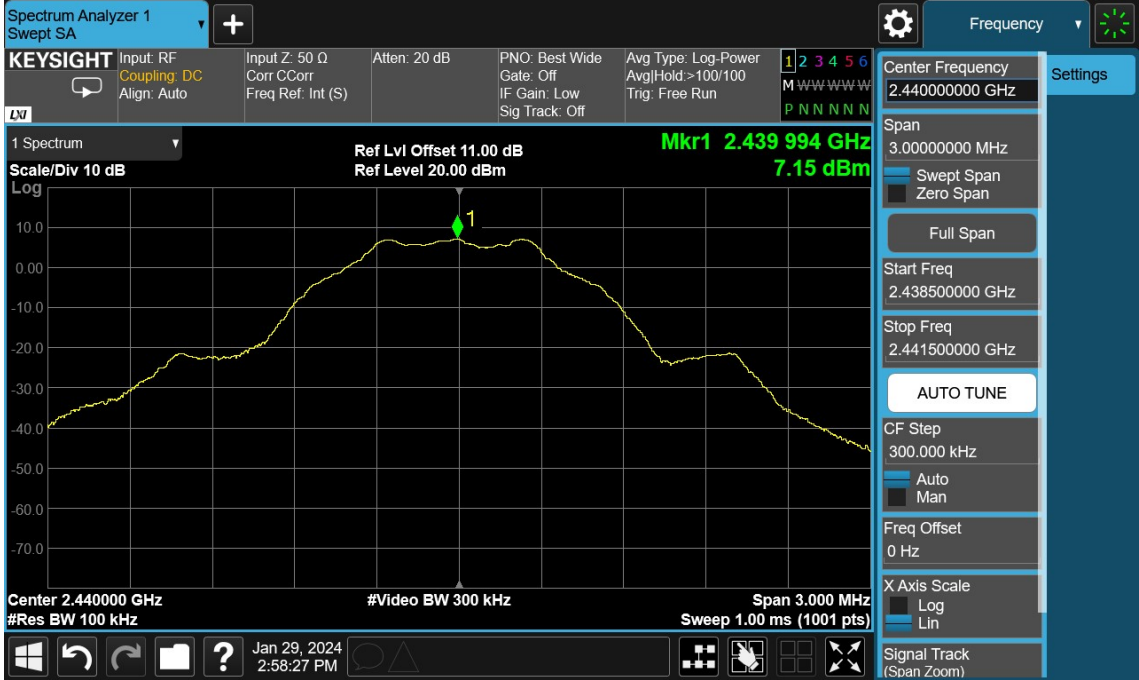 Spectrum Analyzer 1
Swept SA
Frequency
KEYSIGHT
LXI
Input: RF
Coupling: DC
Align: Auto
Input Z: 50 Ω
Corr CCorr
Freq Ref: Int (S)
Atten: 20 dB
PNO: Best Wide
Gate: Off
IF Gain: Low
Sig Track: Off
Avg Type: Log-Power
Avg|Hold:>100/100
Trig: Free Run
1 2 3 4 5 6
M W W W W W
P N N N N N
1 Spectrum
Scale/Div 10 dB
Log
Ref Lvl Offset 11.00 dB
Ref Level 20.00 dBm
Mkr1 2.439 994 GHz
7.15 dBm
1
10.0
0.00
-10.0
-20.0
-30.0
-40.0
-50.0
-60.0
-70.0
Center 2.440000 GHz
#Video BW 300 kHz
Span 3.000 MHz
#Res BW 100 kHz
Sweep 1.00 ms (1001 pts)
?
Jan 29, 2024
2:58:27 PM
Center Frequency
2.440000000 GHz
Span
3.00000000 MHz
Swept Span
Zero Span
Full Span
Start Freq
2.438500000 GHz
Stop Freq
2.441500000 GHz
AUTO TUNE
CF Step
300.000 kHz
Auto
Man
Freq Offset
0 Hz
X Axis Scale
Log
Lin
Signal Track
(Span Zoom)
Settings